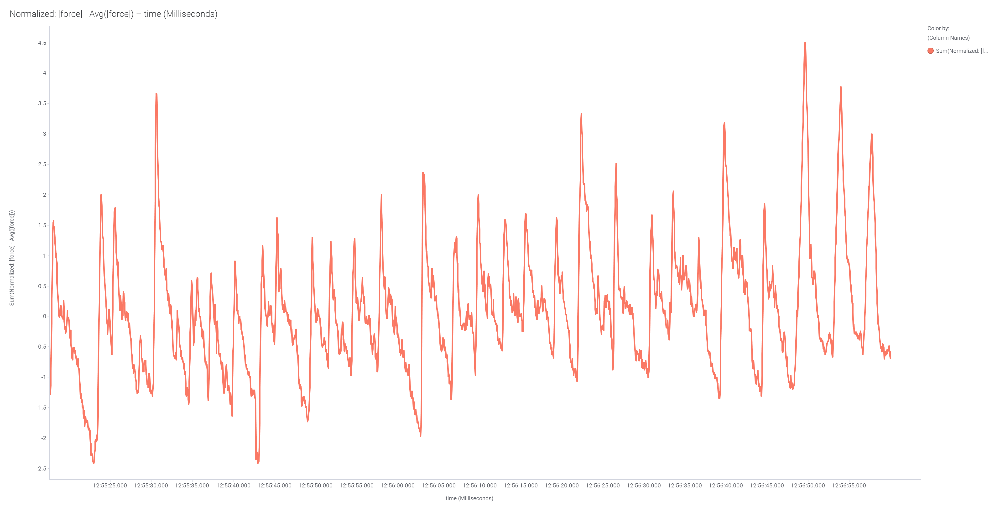 Normalized: [force] - Avg([force]) – time (Milliseconds)
Color by:
(Column Names)
Sum(Normalized: [f...
Sum(Normalized: [force] - Avg([force]))
4.5
4
3.5
3
2.5
2
1.5
1
0.5
0
-0.5
-1
-1.5
-2
-2.5
12:55:25.000 12:55:30.000 12:55:35.000 12:55:40.000 12:55:45.000 12:55:50.000 12:55:55.000 12:56:00.000 12:56:05.000 12:56:10.000 12:56:15.000 12:56:20.000 12:56:25.000 12:56:30.000 12:56:35.000 12:56:40.000 12:56:45.000 12:56:50.000 12:56:55.000
time (Milliseconds)